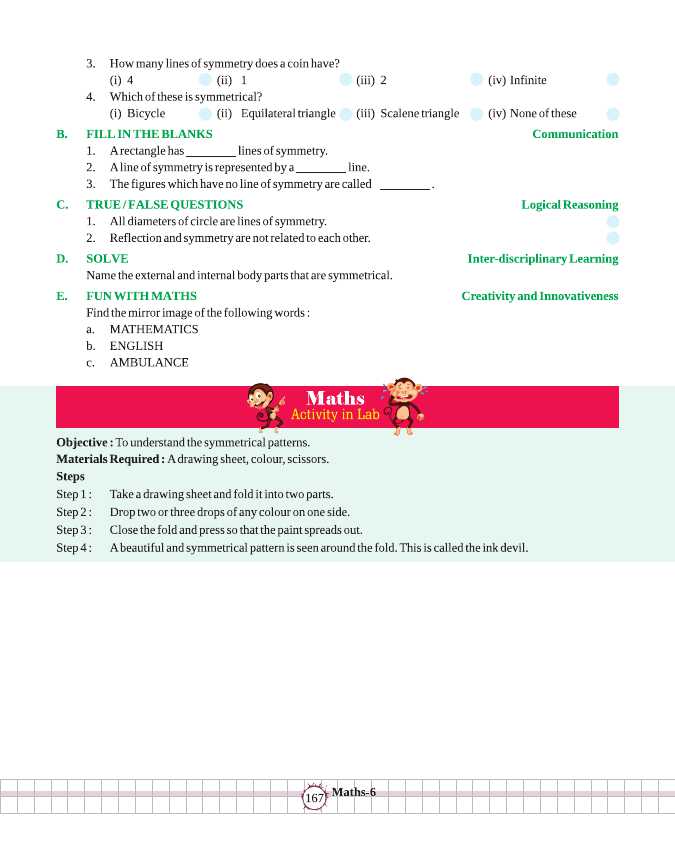 3. How many lines of symmetry does a coin have?
(i) 4 (ii) 1 (iii) 2 (iv) Infinite
4. Which of these is symmetrical?
(i) Bicycle (ii) Equilateral triangle (iii) Scalene triangle (iv) None of these
B. FILL IN THE BLANKS Communication
1. A rectangle has ________ lines of symmetry.
2. A line of symmetry is represented by a ________ line.
3. The figures which have no line of symmetry are called ________ .
C. TRUE / FALSE QUESTIONS Logical Reasoning
1. All diameters of circle are lines of symmetry.
2. Reflection and symmetry are not related to each other.
D. SOLVE Inter-discriplinary Learning
Name the external and internal body parts that are symmetrical.
E. FUN WITH MATHS Creativity and Innovativeness
Find the mirror image of the following words :
a. MATHEMATICS
b. ENGLISH
c. AMBULANCE
Maths
Activity in Lab
Objective : To understand the symmetrical patterns.
Materials Required : A drawing sheet, colour, scissors.
Steps
Step 1 : Take a drawing sheet and fold it into two parts.
Step 2 : Drop two or three drops of any colour on one side.
Step 3 : Close the fold and press so that the paint spreads out.
Step 4 : A beautiful and symmetrical pattern is seen around the fold. This is called the ink devil.
167 Maths-6